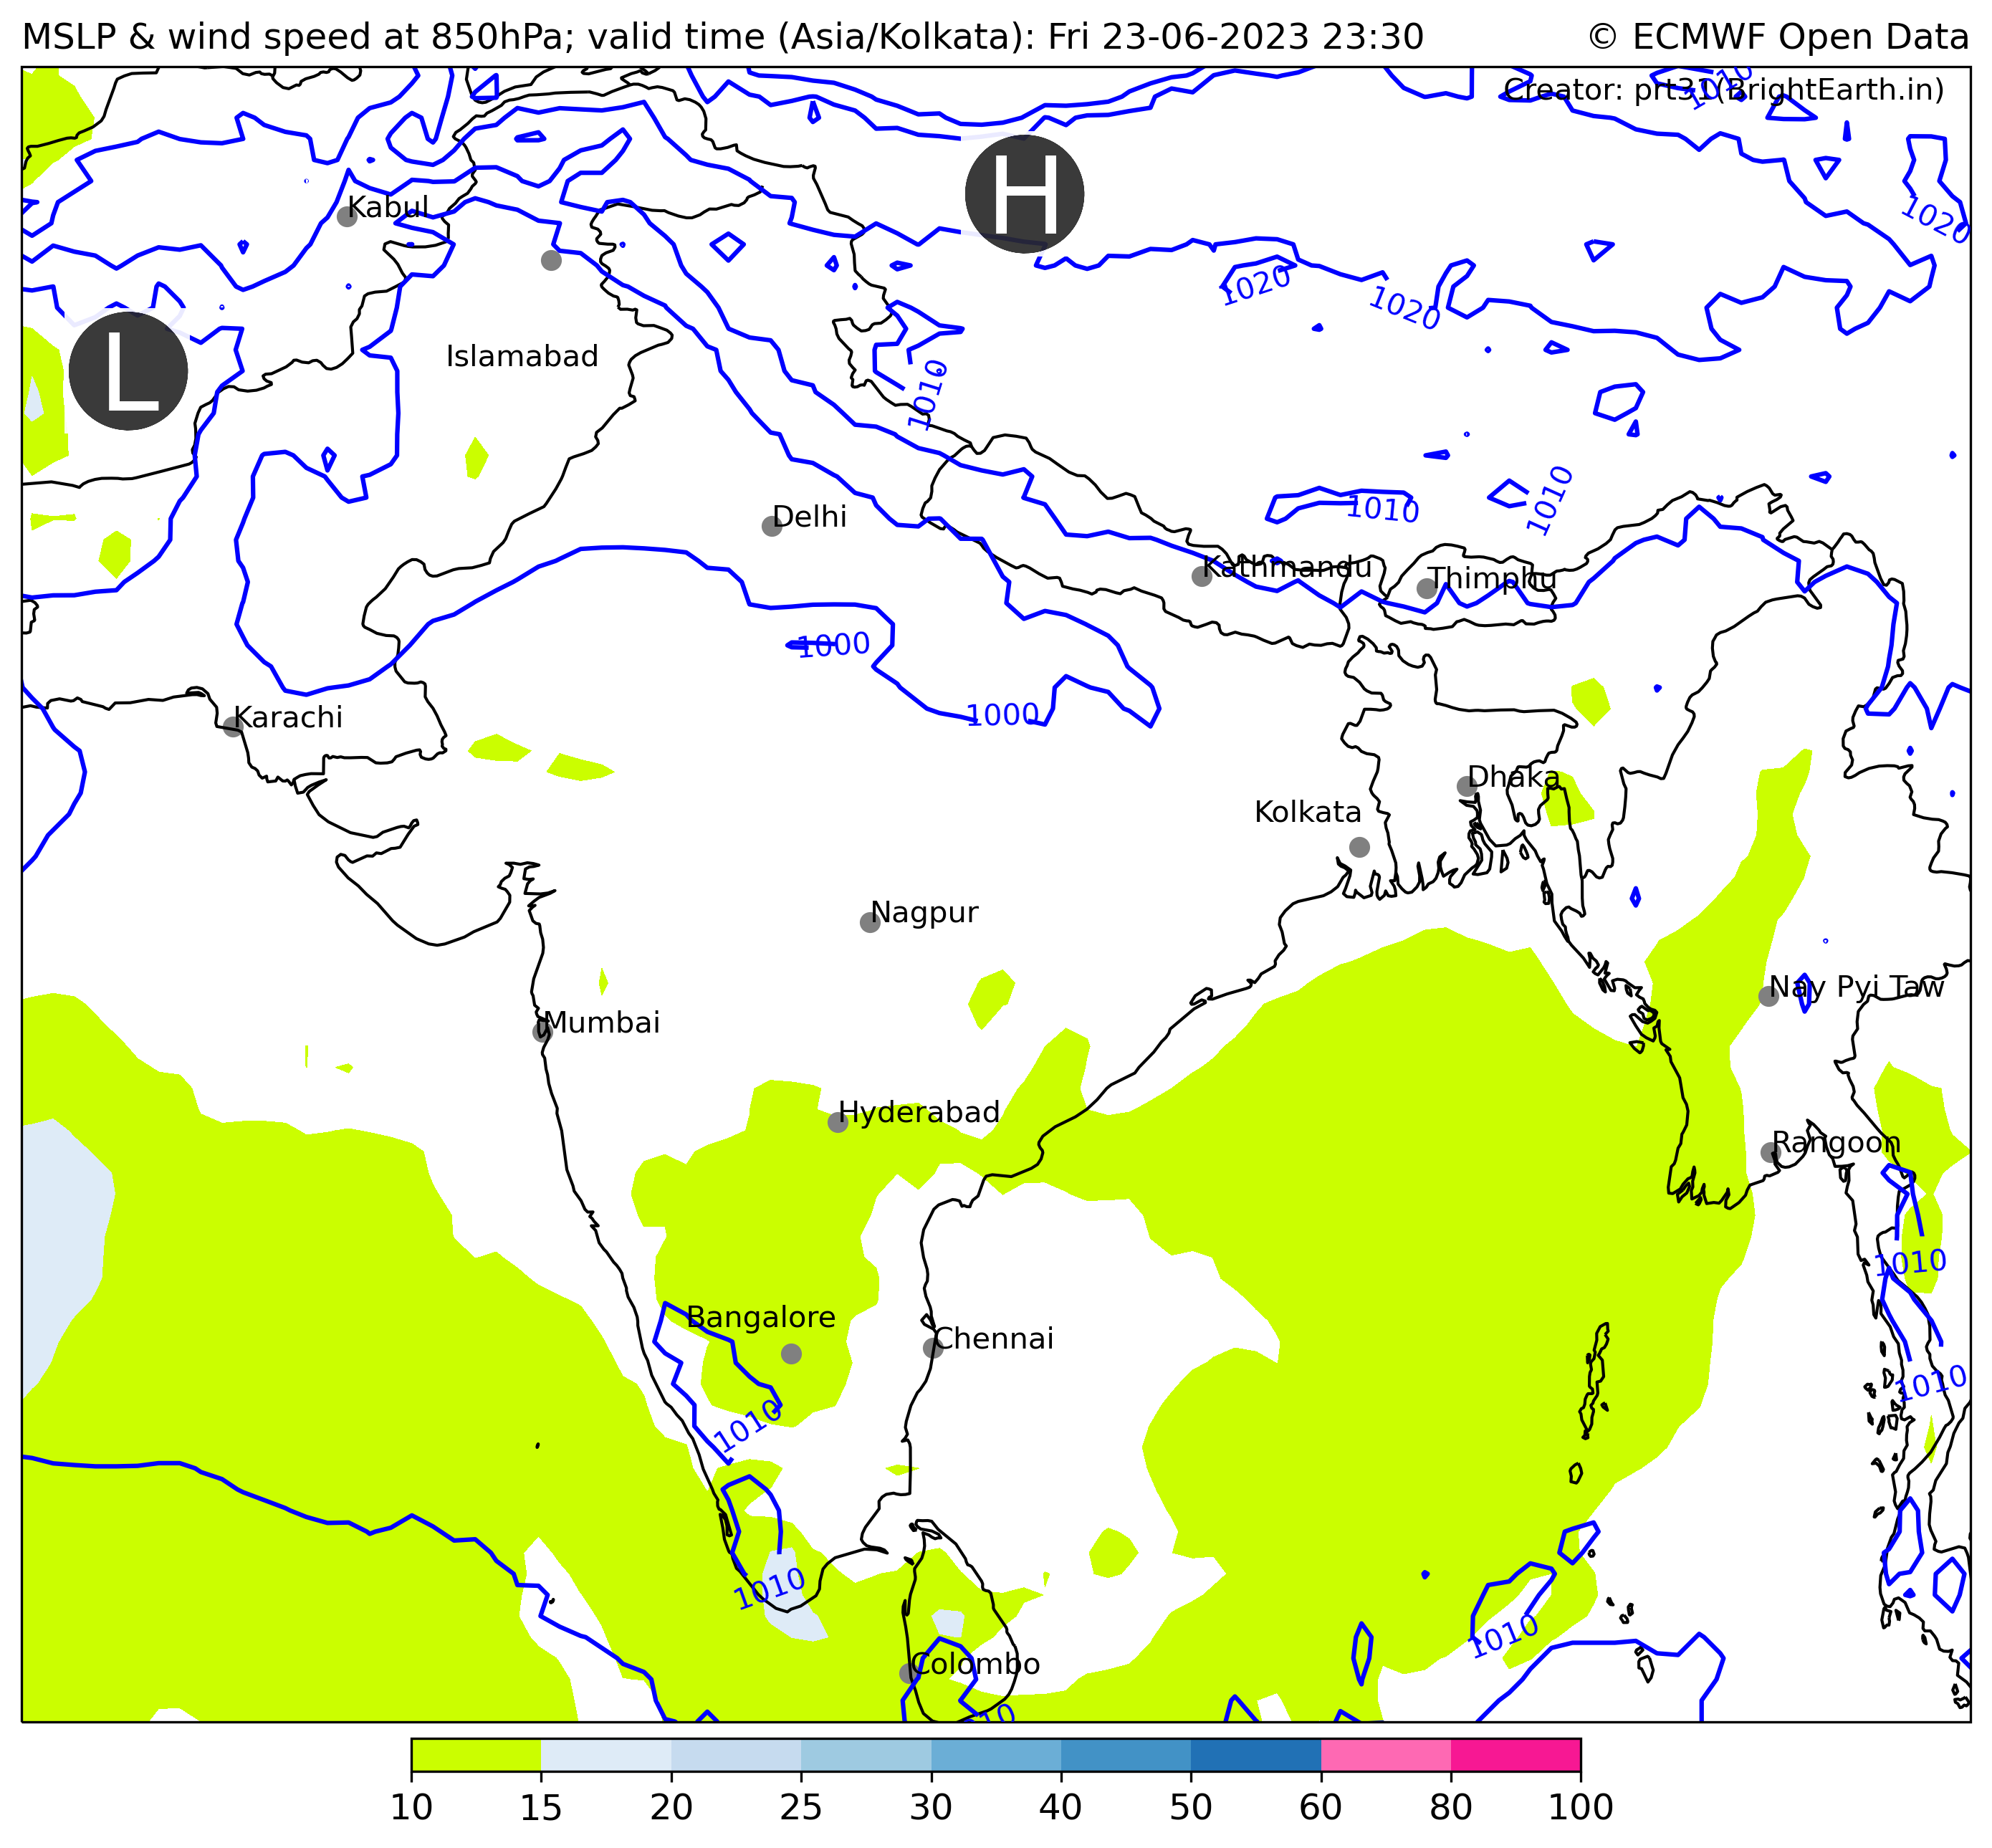 MSLP & wind speed at 850hPa; valid time (Asia/Kolkata): Fri 23-06-2023 23:30
© ECMWF Open Data
1010
Creator: prt31(BrightEarth.in)
H
Kabul
1020
1020
1020
L
Islamabad
1010
1010
1010
Delhi
Kathmandu
Thimphu
1000
1000
Karachi
Dhaka
Kolkata
Nagpur
Nay Pyi Taw
Mumbai
Hyderabad
Rangoon
1010
Bangalore
Chennai
1010
1010
1010
1010
Colombo
10
10 15 20 25 30 40 50 60 80 100